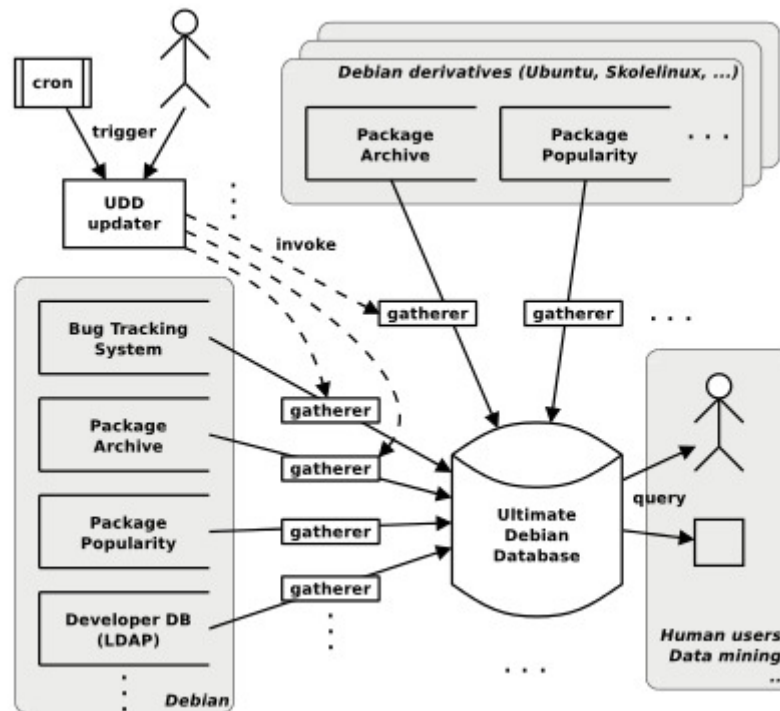 Debian derivatives (Ubuntu, Skolelinux, ...)
cron
trigger
Package
Archive
Package
Popularity
. . .
UDD
updater
invoke
gatherer
gatherer
. . .
Bug Tracking
System
gatherer
Package
Archive
gatherer
Package
Popularity
gatherer
Developer DB
(LDAP)
gatherer
Ultimate
Debian
Database
query
Human users
Data mining
..
. . .
Debian